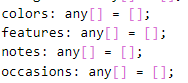 colors: any[] = [];
features: any[] = [];
notes: any[] = [];
occasions: any[] = [];